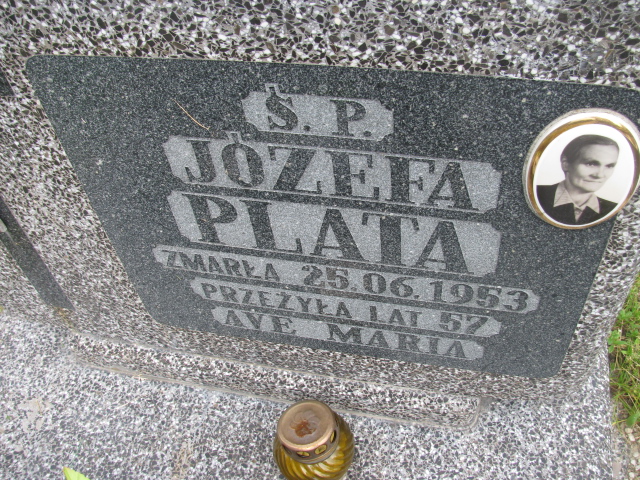 Ś. P.
JÓZEFA
PLATA
ZMARŁA 25.06.1953
PRZEŻYŁA LAT 57
AVE MARIA